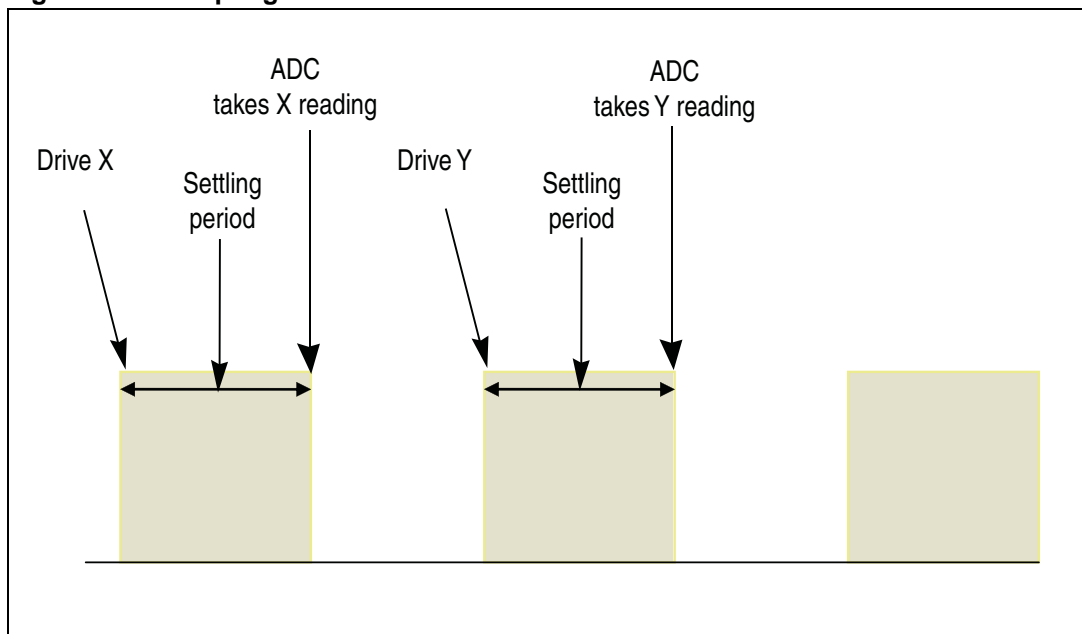 ADC
takes X reading
ADC
takes Y reading
Drive X
Settling
period
Drive Y
Settling
period